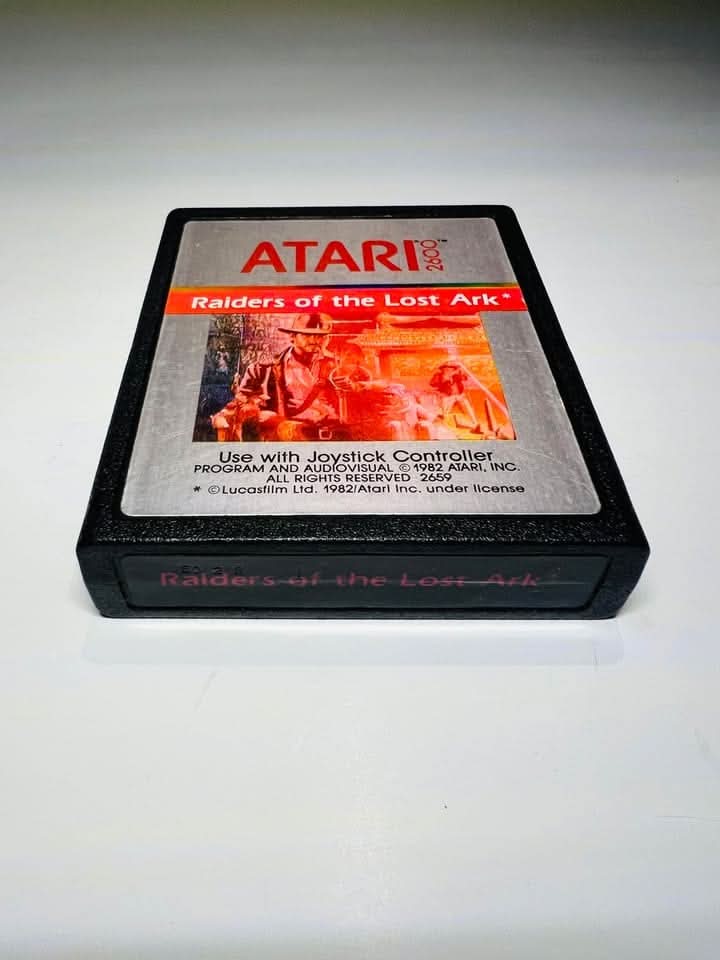 ATARI 2600™
Raiders of the Lost Ark*
Use with Joystick Controller
PROGRAM AND AUDIOVISUAL © 1982 ATARI, INC.
ALL RIGHTS RESERVED 2659
* © Lucasfilm Ltd. 1982/Atari Inc. under license
Raiders of the Lost Ark*